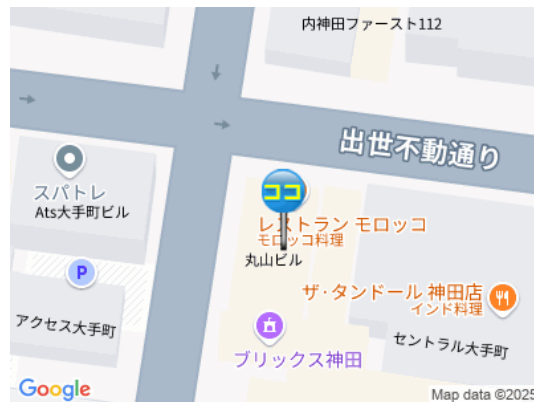 内神田ファースト112
出世不動通り
スパトレ
Ats大手町ビル
ココ
レストラン モロッコ
モロッコ料理
丸山ビル
P
ザ・タンドール 神田店
インド料理
アクセス大手町
ブリックス神田
セントラル大手町
Google
Map data ©2025